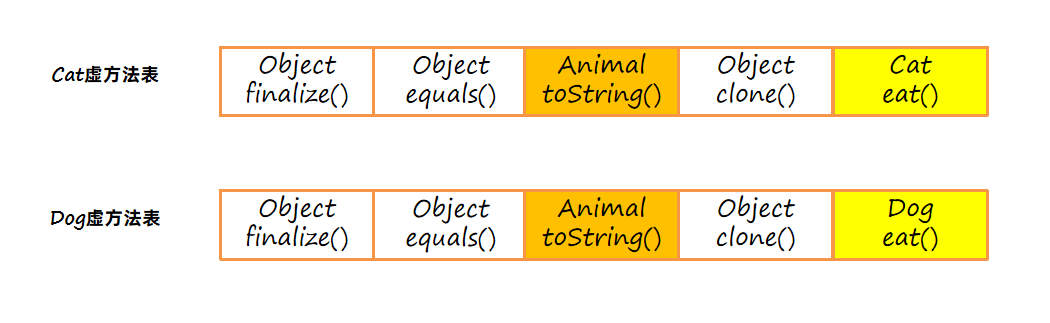 Cat虚方法表
Object Object Animal Object Cat
finalize() equals() toString() clone() eat()
Dog虚方法表
Object Object Animal Object Dog
finalize() equals() toString() clone() eat()